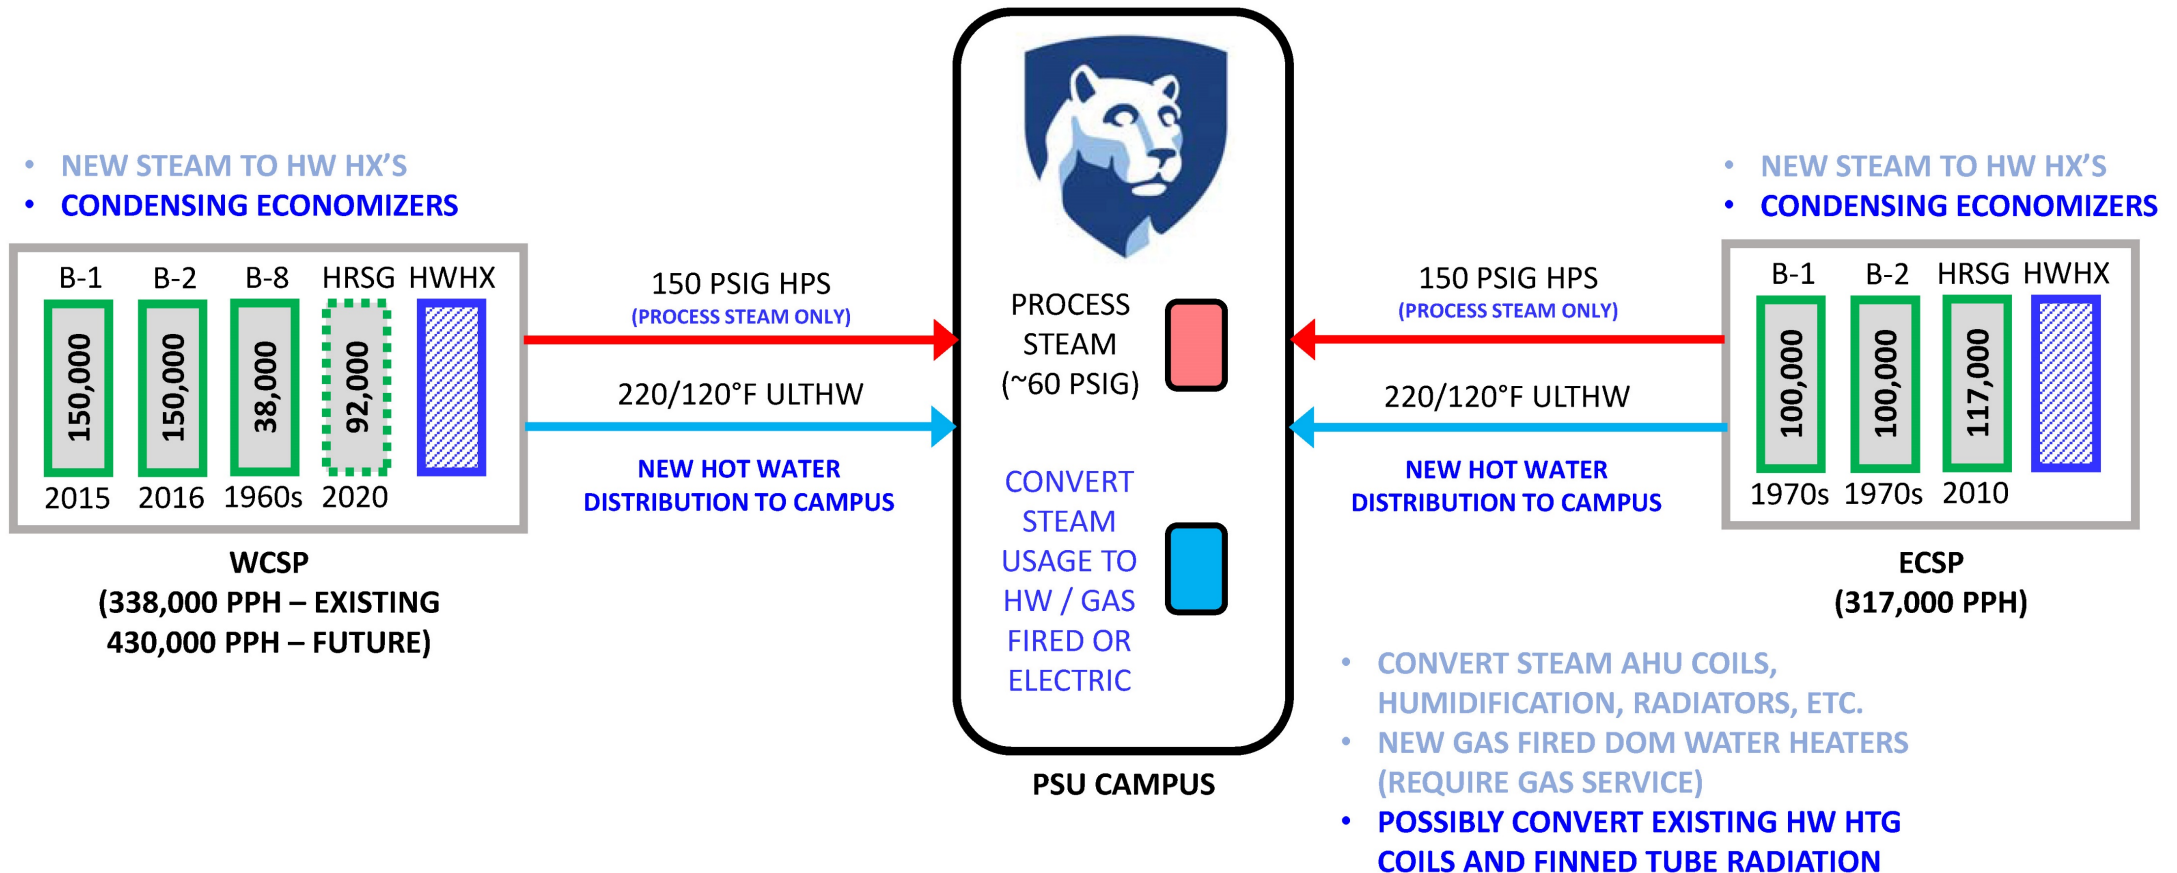 • NEW STEAM TO HW HX'S
• CONDENSING ECONOMIZERS
B-1 B-2 B-8 HRSG HWHX
150,000 150,000 38,000 92,000
2015 2016 1960s 2020
WCSP
(338,000 PPH – EXISTING
430,000 PPH – FUTURE)
150 PSIG HPS
(PROCESS STEAM ONLY)
220/120°F ULTHW
NEW HOT WATER
DISTRIBUTION TO CAMPUS
PROCESS
STEAM
(~60 PSIG)
CONVERT
STEAM
USAGE TO
HW / GAS
FIRED OR
ELECTRIC
PSU CAMPUS
150 PSIG HPS
(PROCESS STEAM ONLY)
220/120°F ULTHW
NEW HOT WATER
DISTRIBUTION TO CAMPUS
• NEW STEAM TO HW HX'S
• CONDENSING ECONOMIZERS
B-1 B-2 HRSG HWHX
100,000 100,000 117,000
1970s 1970s 2010
ECSP
(317,000 PPH)
• CONVERT STEAM AHU COILS,
HUMIDIFICATION, RADIATORS, ETC.
• NEW GAS FIRED DOM WATER HEATERS
(REQUIRE GAS SERVICE)
• POSSIBLY CONVERT EXISTING HW HTG
COILS AND FINNED TUBE RADIATION